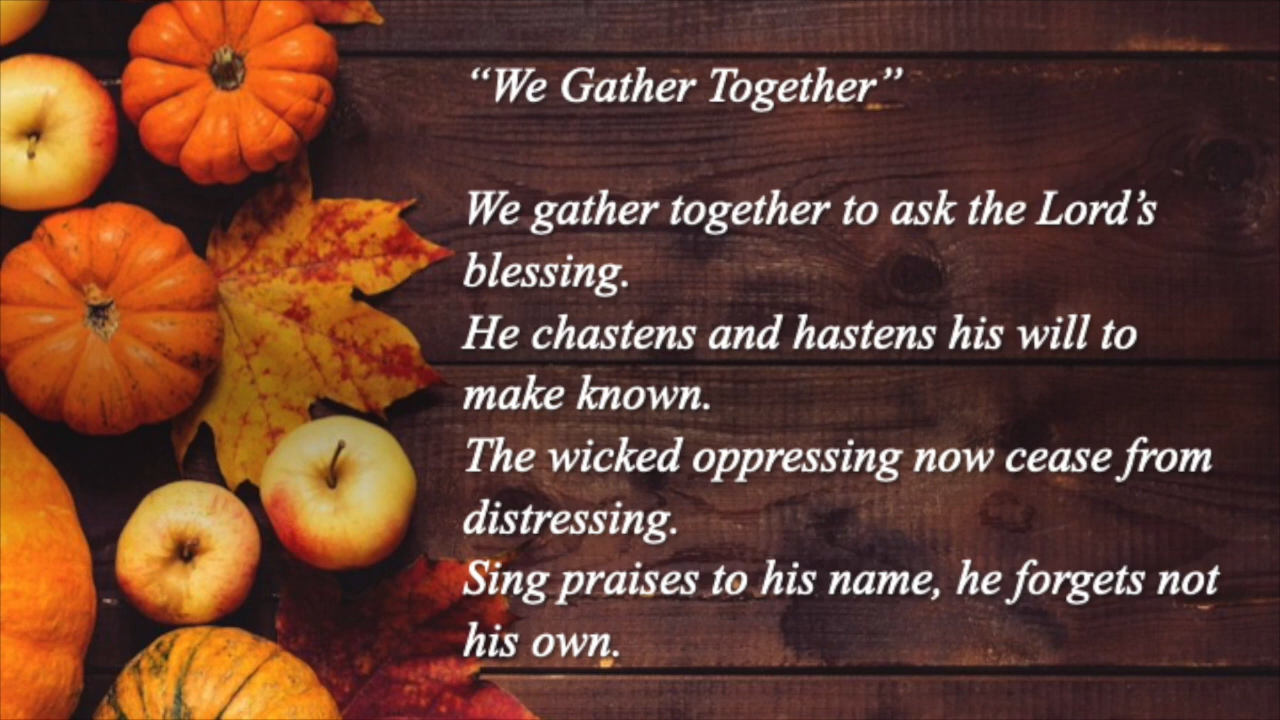 “We Gather Together”
We gather together to ask the Lord’s
blessing.
He chastens and hastens his will to
make known.
The wicked oppressing now cease from
distressing.
Sing praises to his name, he forgets not
his own.